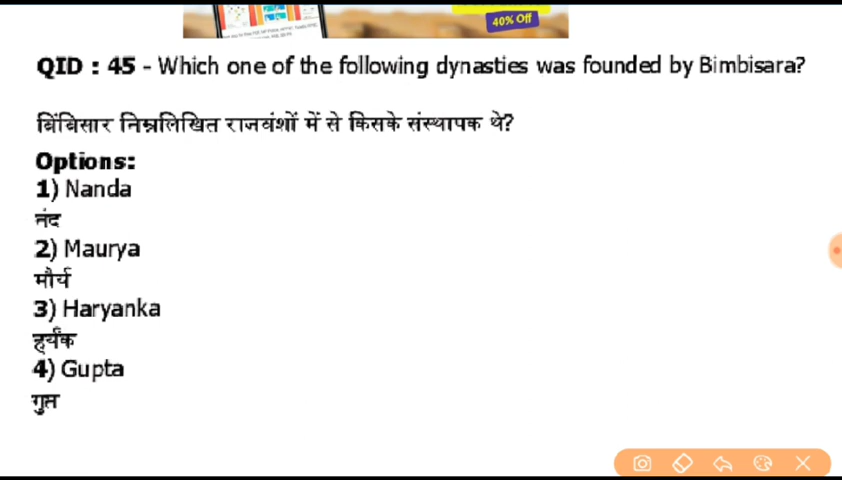 40% Off
QID : 45 - Which one of the following dynasties was founded by Bimbisara?
बिंबिसार निम्नलिखित राजवंशों में से किसके संस्थापक थे?
Options:
1) Nanda
नंद
2) Maurya
मौर्य
3) Haryanka
हर्यंक
4) Gupta
गुप्त